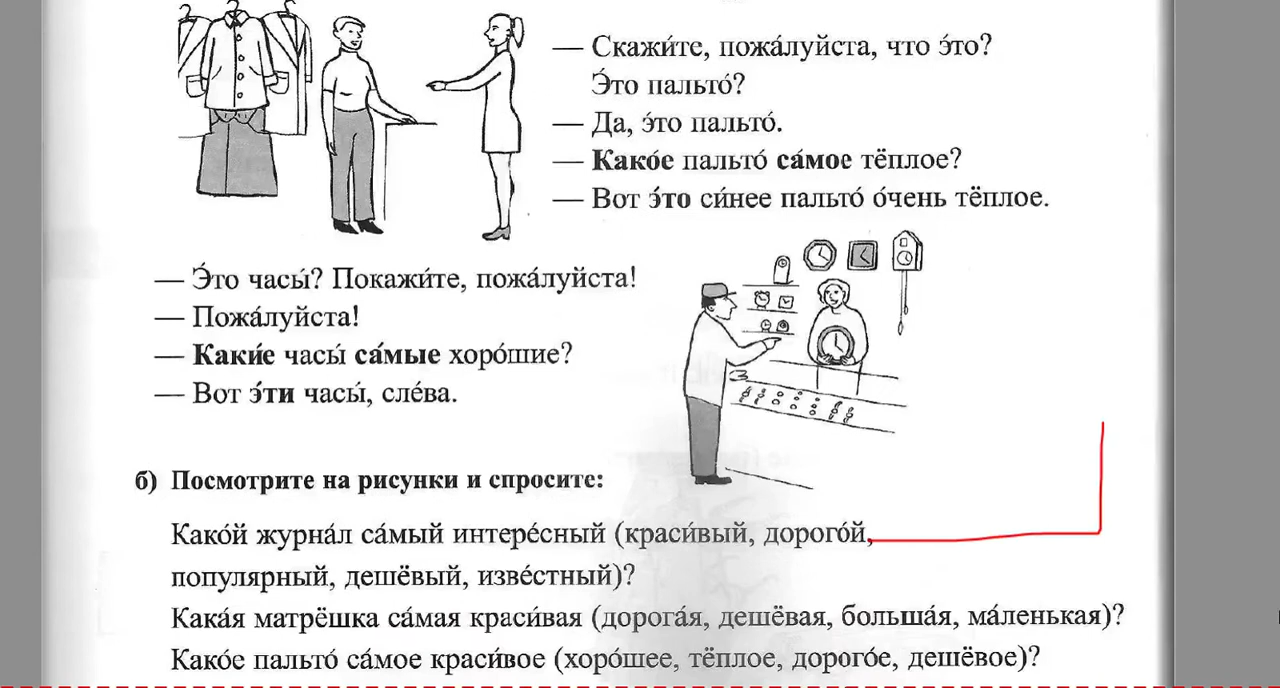 — Скажи́те, пожа́луйста, что э́то?
Э́то пальто́?
— Да, э́то пальто́.
— Како́е пальто́ са́мое тёплое?
— Вот э́то си́нее пальто́ о́чень тёплое.
— Э́то часы́? Покажи́те, пожа́луйста!
— Пожа́луйста!
— Каки́е часы́ са́мые хоро́шие?
— Вот э́ти часы́, сле́ва.
б) Посмотрите на рисунки и спросите:
Како́й журна́л са́мый интере́сный (краси́вый, дорого́й,
популярный, дешёвый, изве́стный)?
Кака́я матрёшка са́мая краси́вая (дорога́я, дешёвая, больша́я, ма́ленькая)?
Како́е пальто́ са́мое краси́вое (хоро́шее, тёплое, дорого́е, дешёвое)?